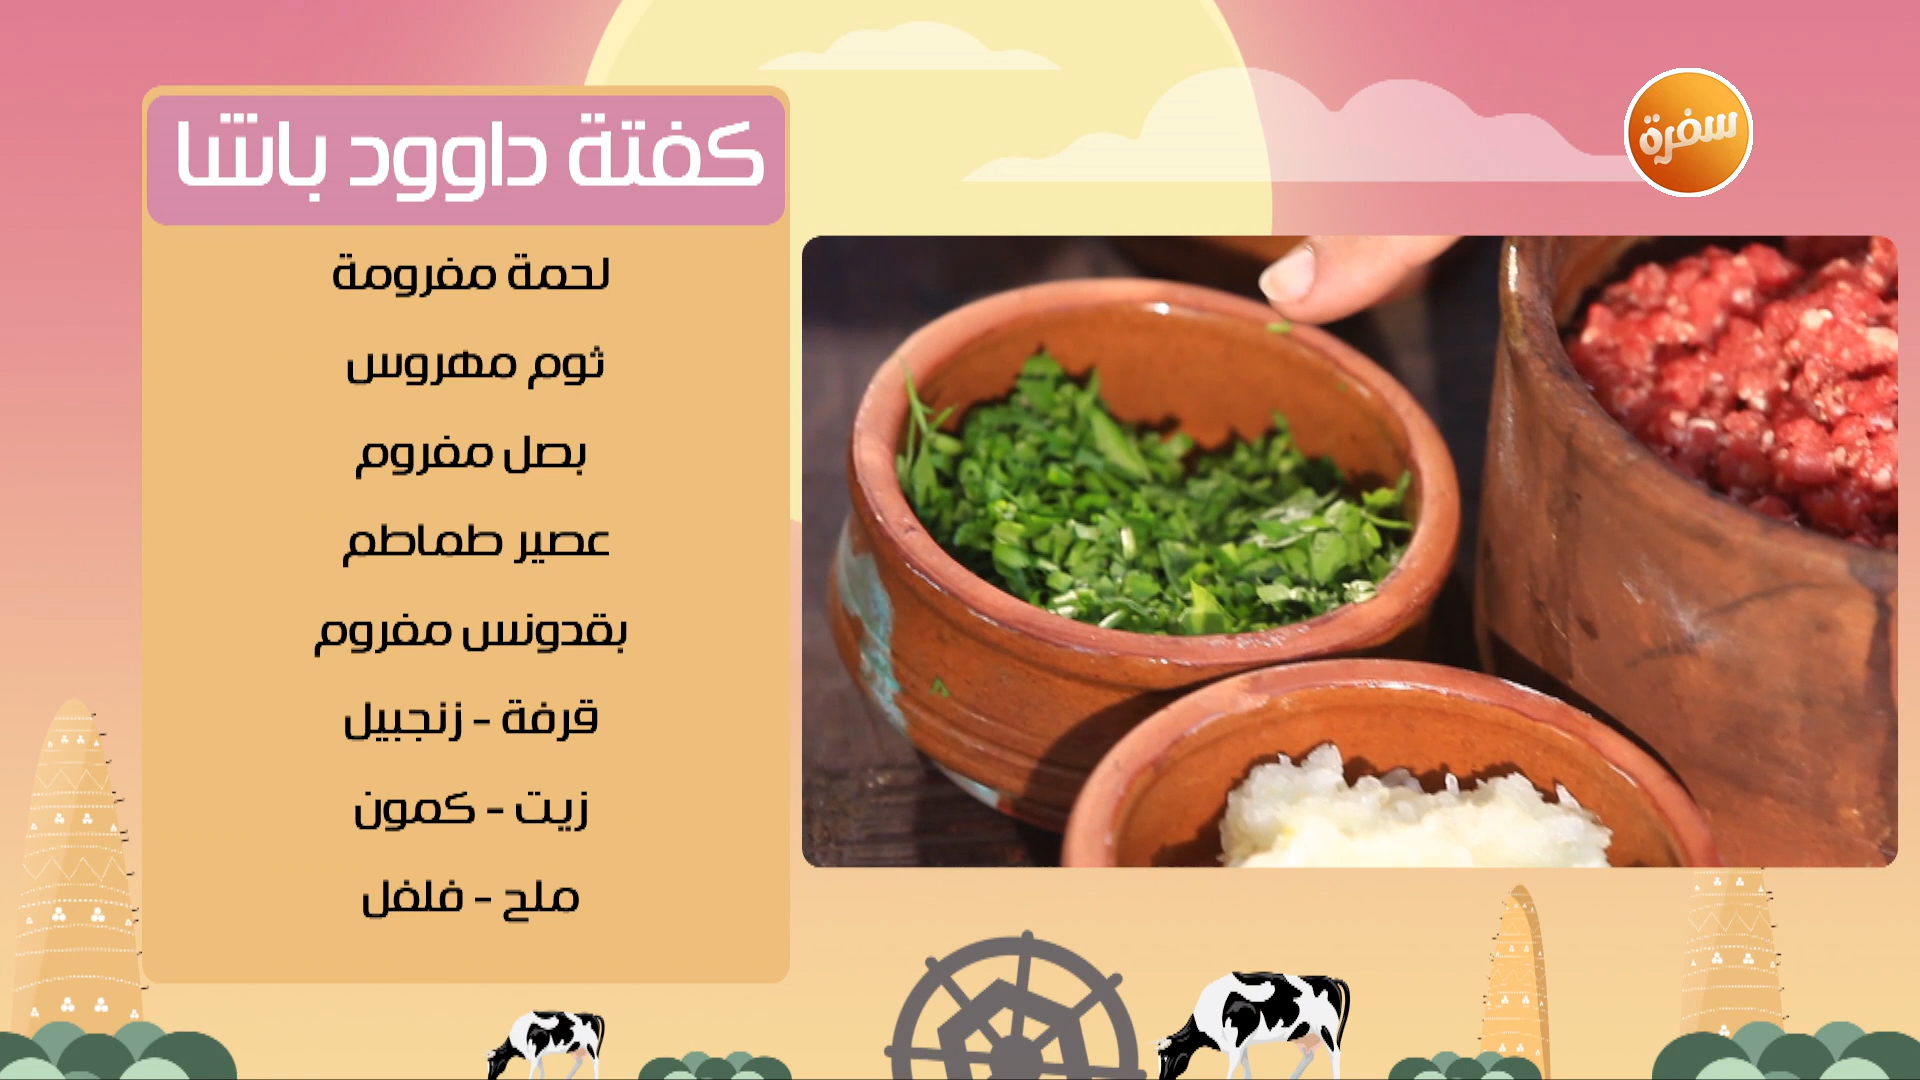 سفرة
كفتة داوود باشا
لحمة مفرومة
ثوم مهروس
بصل مفروم
عصير طماطم
بقدونس مفروم
قرفة - زنجبيل
زيت - كمون
ملح - فلفل